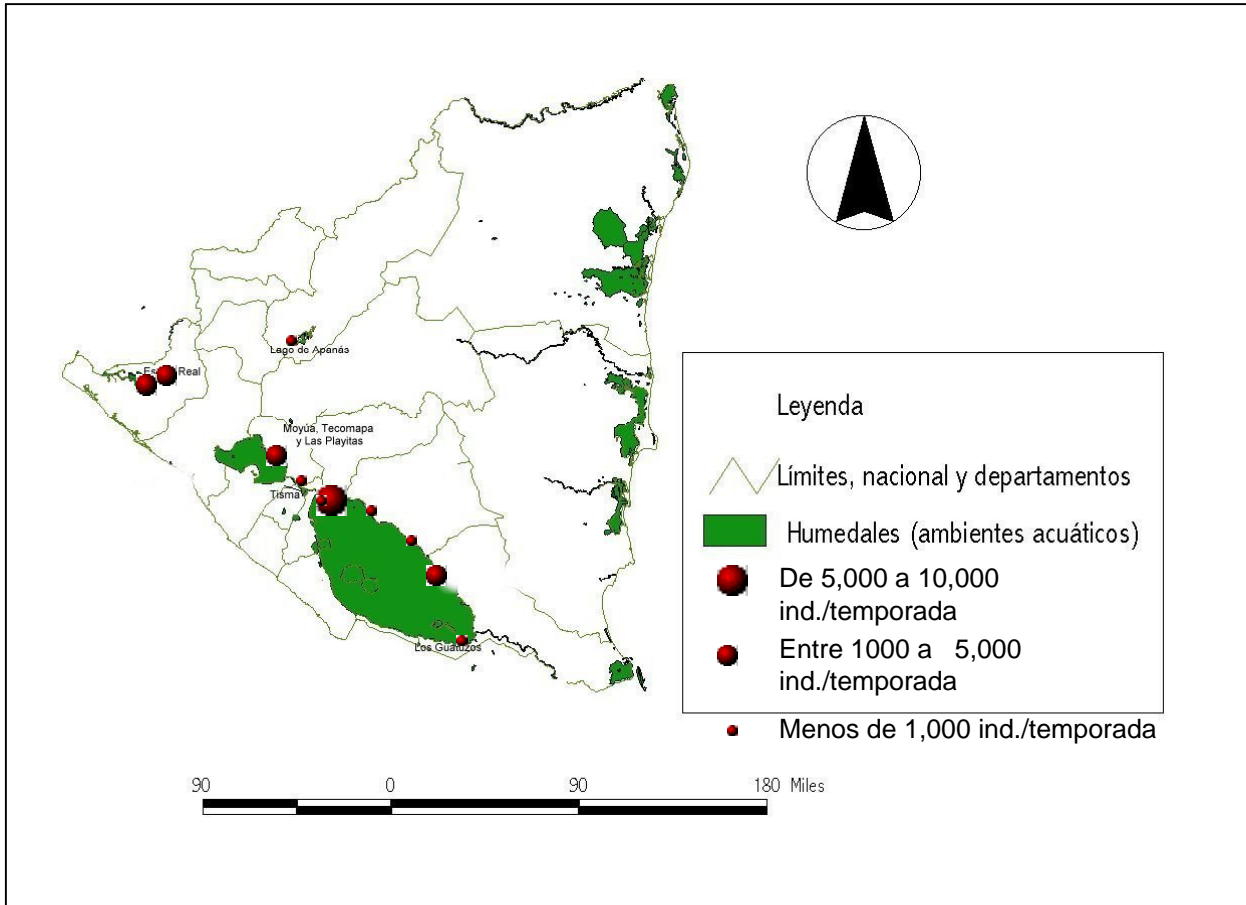 Lago de Apanás
Real
Moyúa, Tecomapa
y Las Playitas
Tisma
Los Guatuzos
Leyenda
Límites, nacional y departamentos
Humedales (ambientes acuáticos)
De 5,000 a 10,000
ind./temporada
Entre 1000 a 5,000
ind./temporada
Menos de 1,000 ind./temporada
90 0 90 180 Miles